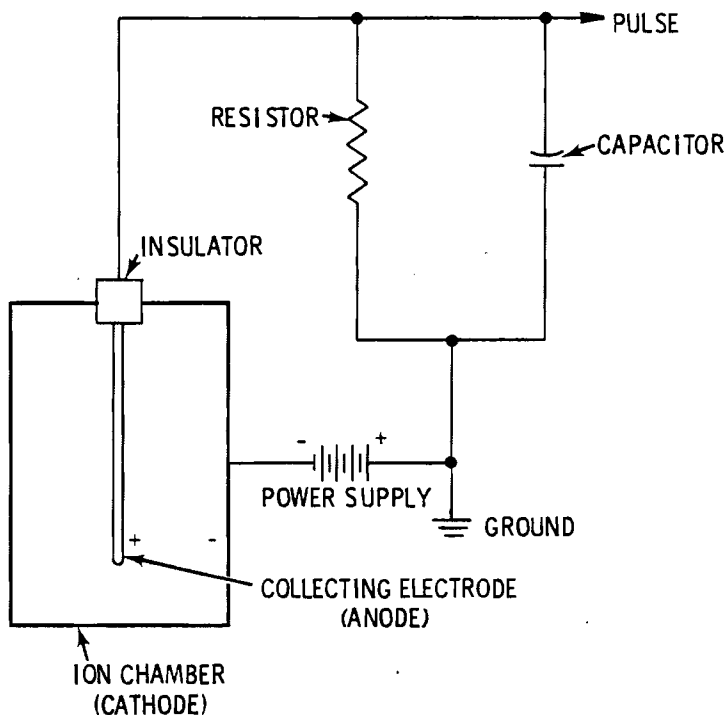 PULSE
RESISTOR
CAPACITOR
INSULATOR
- +
POWER SUPPLY
GROUND
+ -
COLLECTING ELECTRODE
(ANODE)
ION CHAMBER
(CATHODE)